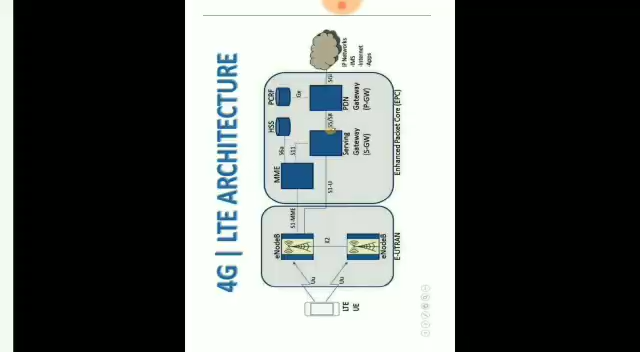 4G | LTE ARCHITECTURE
PCRF
HSS
Gx
S6a
S11
MME
IP Networks
-IMS
-Internet
-Apps
SGi
PDN
Gateway
(P-GW)
S5/S8
Serving
Gateway
(S-GW)
S1-U
S1-MME
Enhanced Packet Core (EPC)
eNodeB
X2
eNodeB
E-UTRAN
Uu
Uu
LTE
UE